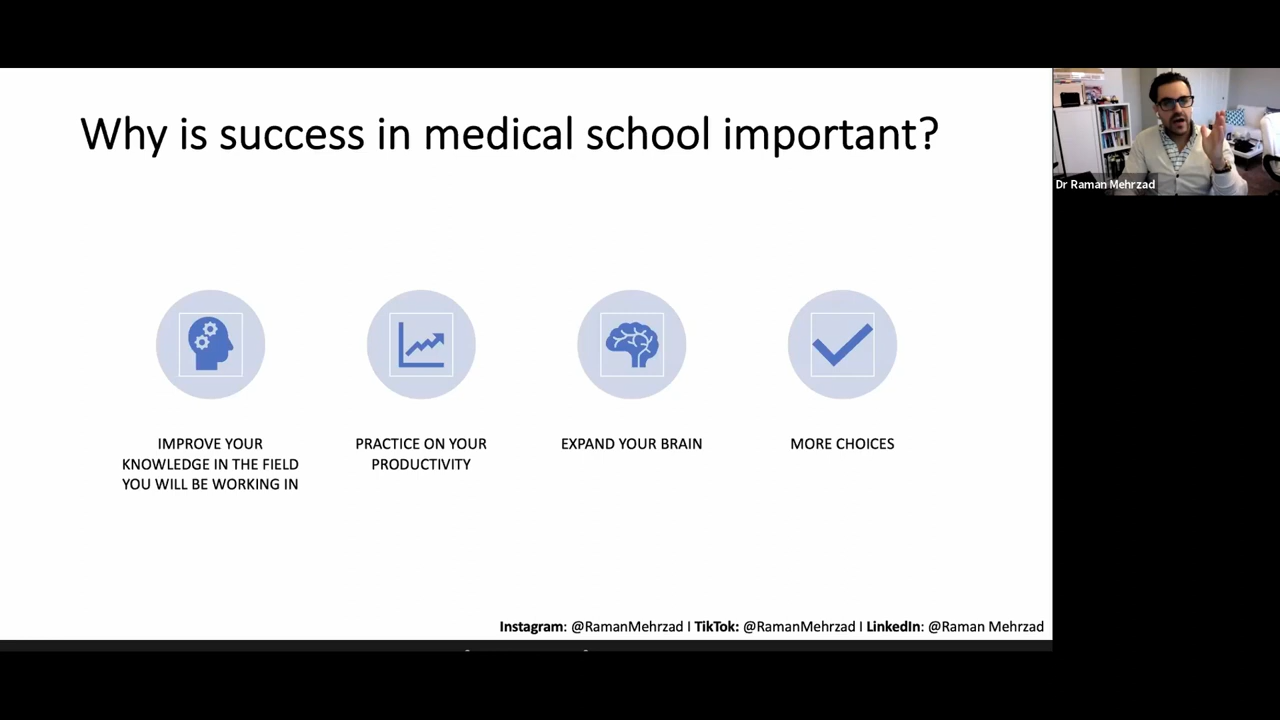 Why is success in medical school important?
Dr Raman Mehrzad
IMPROVE YOUR
KNOWLEDGE IN THE FIELD
YOU WILL BE WORKING IN
PRACTICE ON YOUR
PRODUCTIVITY
EXPAND YOUR BRAIN
MORE CHOICES
Instagram: @RamanMehrzad I TikTok: @RamanMehrzad I LinkedIn: @Raman Mehrzad